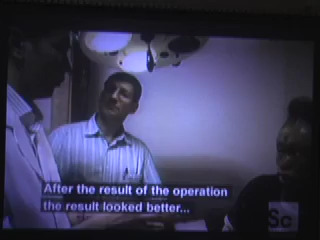 After the result of the operation
the result looked better...
Sc